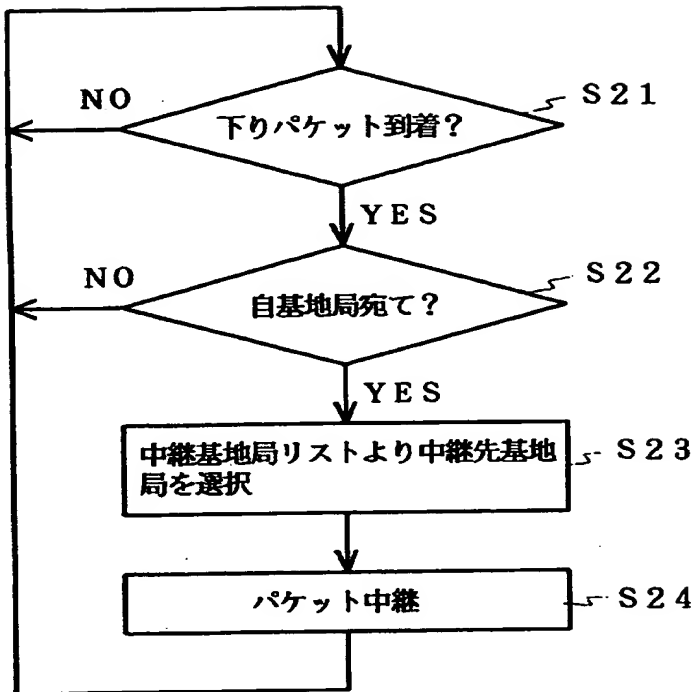 NO
下りパケット到着？
S21
YES
NO
自基地局宛て？
S22
YES
中継基地局リストより中継先基地
局を選択
S23
パケット中継
S24